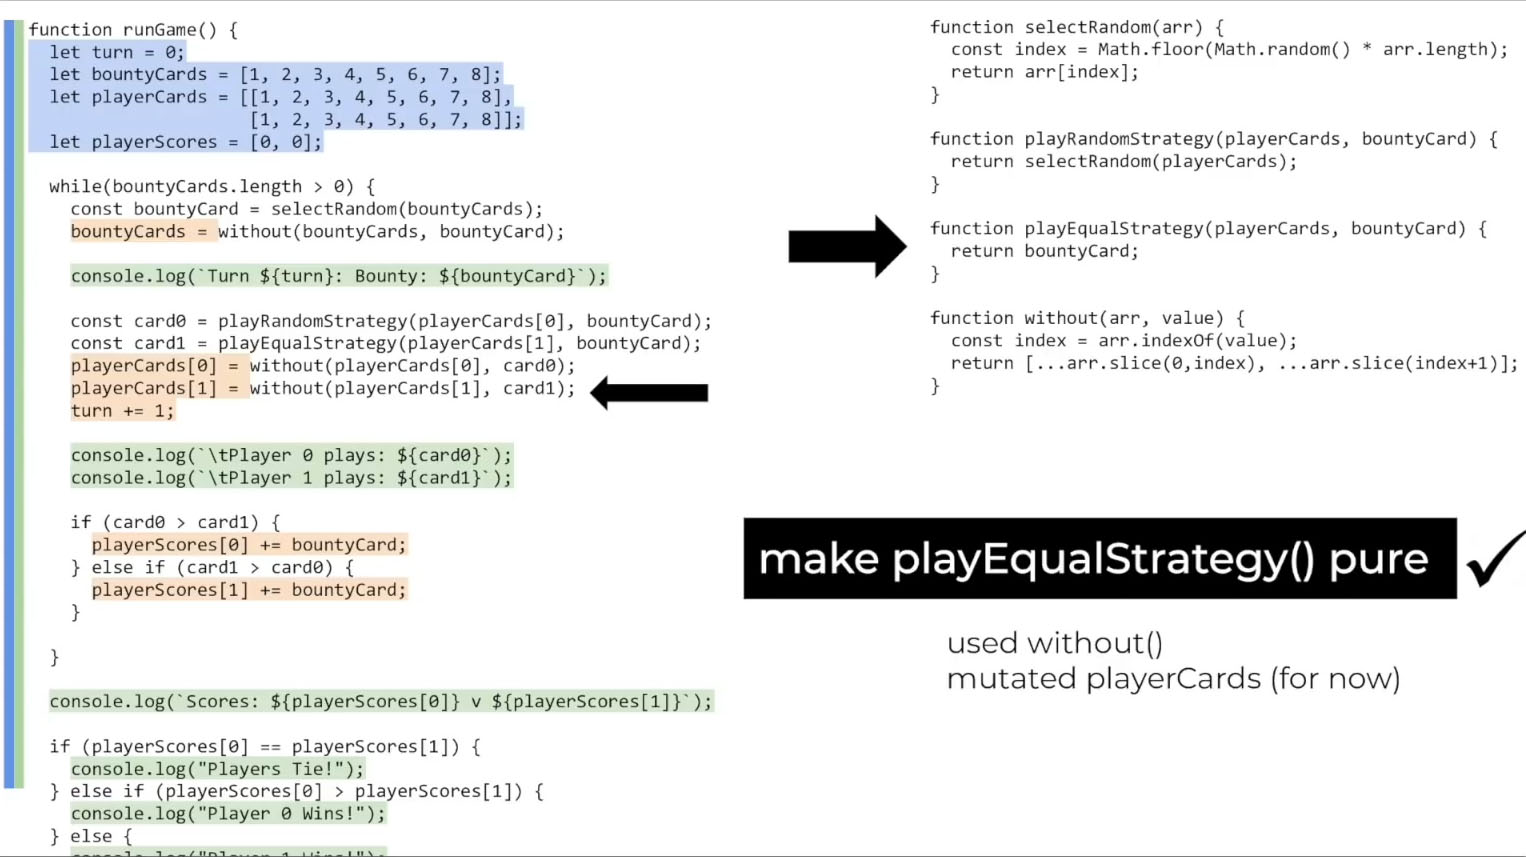 function runGame() {
  let turn = 0;
  let bountyCards = [1, 2, 3, 4, 5, 6, 7, 8];
  let playerCards = [[1, 2, 3, 4, 5, 6, 7, 8],
                     [1, 2, 3, 4, 5, 6, 7, 8]];
  let playerScores = [0, 0];
  while(bountyCards.length > 0) {
    const bountyCard = selectRandom(bountyCards);
    bountyCards = without(bountyCards, bountyCard);
    console.log(`Turn ${turn}: Bounty: ${bountyCard}`);
    const card0 = playRandomStrategy(playerCards[0], bountyCard);
    const card1 = playEqualStrategy(playerCards[1], bountyCard);
    playerCards[0] = without(playerCards[0], card0);
    playerCards[1] = without(playerCards[1], card1);
    turn += 1;
    console.log(`\tPlayer 0 plays: ${card0}`);
    console.log(`\tPlayer 1 plays: ${card1}`);
    if (card0 > card1) {
      playerScores[0] += bountyCard;
    } else if (card1 > card0) {
      playerScores[1] += bountyCard;
    }
  }
  console.log(`Scores: ${playerScores[0]} v ${playerScores[1]}`);
  if (playerScores[0] == playerScores[1]) {
    console.log("Players Tie!");
  } else if (playerScores[0] > playerScores[1]) {
    console.log("Player 0 Wins!");
  } else {
    console.log("Player 1 Wins!");
function selectRandom(arr) {
  const index = Math.floor(Math.random() * arr.length);
  return arr[index];
}
function playRandomStrategy(playerCards, bountyCard) {
  return selectRandom(playerCards);
}
function playEqualStrategy(playerCards, bountyCard) {
  return bountyCard;
}
function without(arr, value) {
  const index = arr.indexOf(value);
  return [...arr.slice(0,index), ...arr.slice(index+1)];
}
make playEqualStrategy() pure
used without()
mutated playerCards (for now)